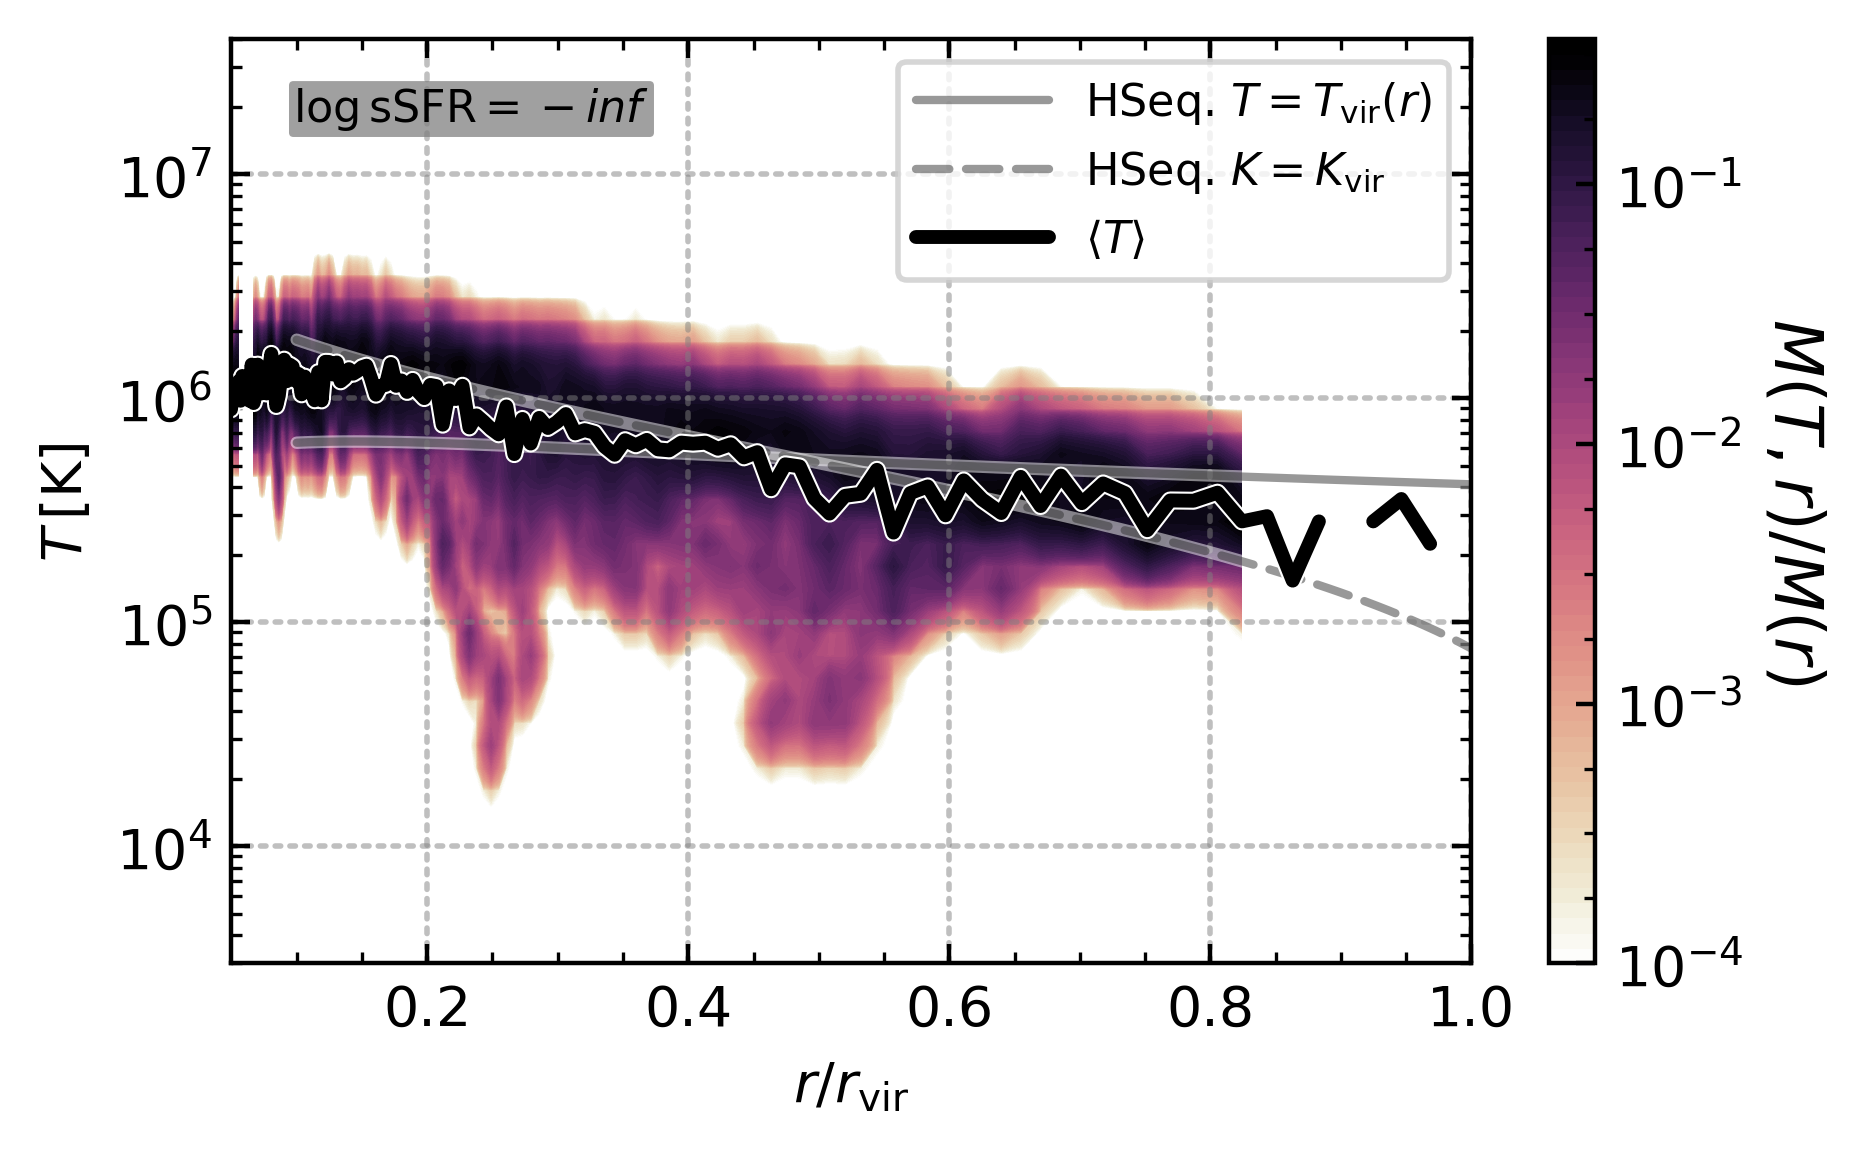 log sSFR = −inf
HSeq. T = T_vir(r)
HSeq. K = K_vir
⟨T⟩
10^7
10^6
10^5
10^4
T [K]
0.2 0.4 0.6 0.8 1.0
r/r_vir
10^−1
10^−2
10^−3
10^−4
M(T, r)/M(r)